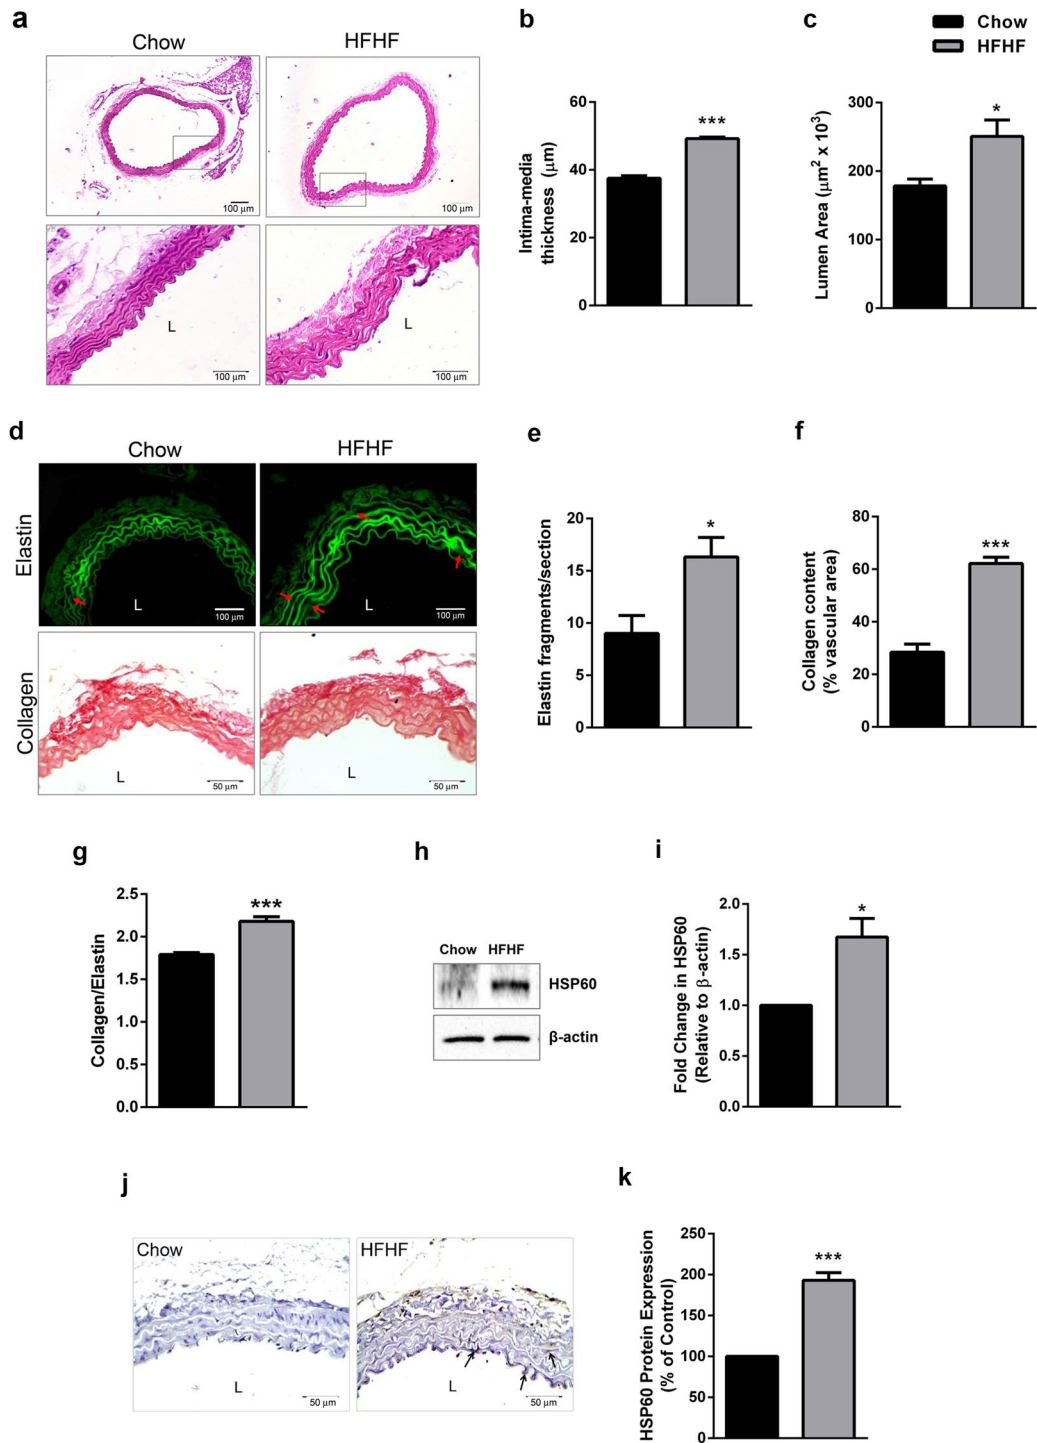 a
Chow
HFHF
100 μm
100 μm
L
L
100 μm
100 μm
b
60
40
20
0
Intima-media
thickness (μm)
***
c
Chow
HFHF
300
200
100
0
Lumen Area (μm² x 10³)
*
d
Chow
HFHF
Elastin
L
L
100 μm
100 μm
Collagen
L
L
50 μm
50 μm
e
20
15
10
5
0
Elastin fragments/section
*
f
80
60
40
20
0
Collagen content
(% vascular area)
***
g
2.5
2.0
1.5
1.0
0.5
0.0
Collagen/Elastin
***
h
Chow HFHF
HSP60
β-actin
i
2.0
1.5
1.0
0.5
0.0
Fold Change in HSP60
(Relative to β-actin)
*
j
Chow
HFHF
L
L
50 μm
50 μm
k
250
200
150
100
50
0
HSP60 Protein Expression
(% of Control)
***